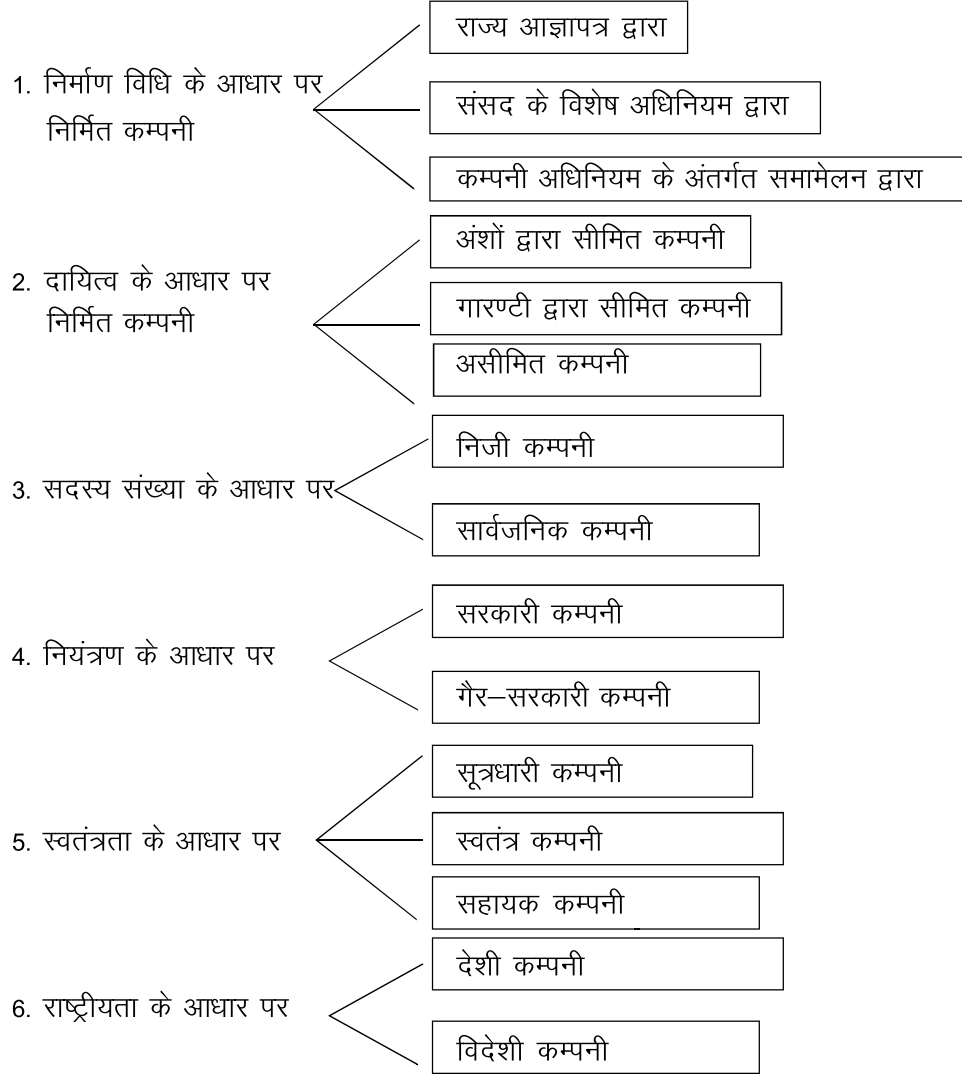 1. निर्माण विधि के आधार पर
निर्मित कम्पनी
राज्य आज्ञापत्र द्वारा
संसद के विशेष अधिनियम द्वारा
कम्पनी अधिनियम के अंतर्गत समामेलन द्वारा
2. दायित्व के आधार पर
निर्मित कम्पनी
अंशों द्वारा सीमित कम्पनी
गारण्टी द्वारा सीमित कम्पनी
असीमित कम्पनी
3. सदस्य संख्या के आधार पर
निजी कम्पनी
सार्वजनिक कम्पनी
4. नियंत्रण के आधार पर
सरकारी कम्पनी
गैर–सरकारी कम्पनी
5. स्वतंत्रता के आधार पर
सूत्रधारी कम्पनी
स्वतंत्र कम्पनी
सहायक कम्पनी
6. राष्ट्रीयता के आधार पर
देशी कम्पनी
विदेशी कम्पनी